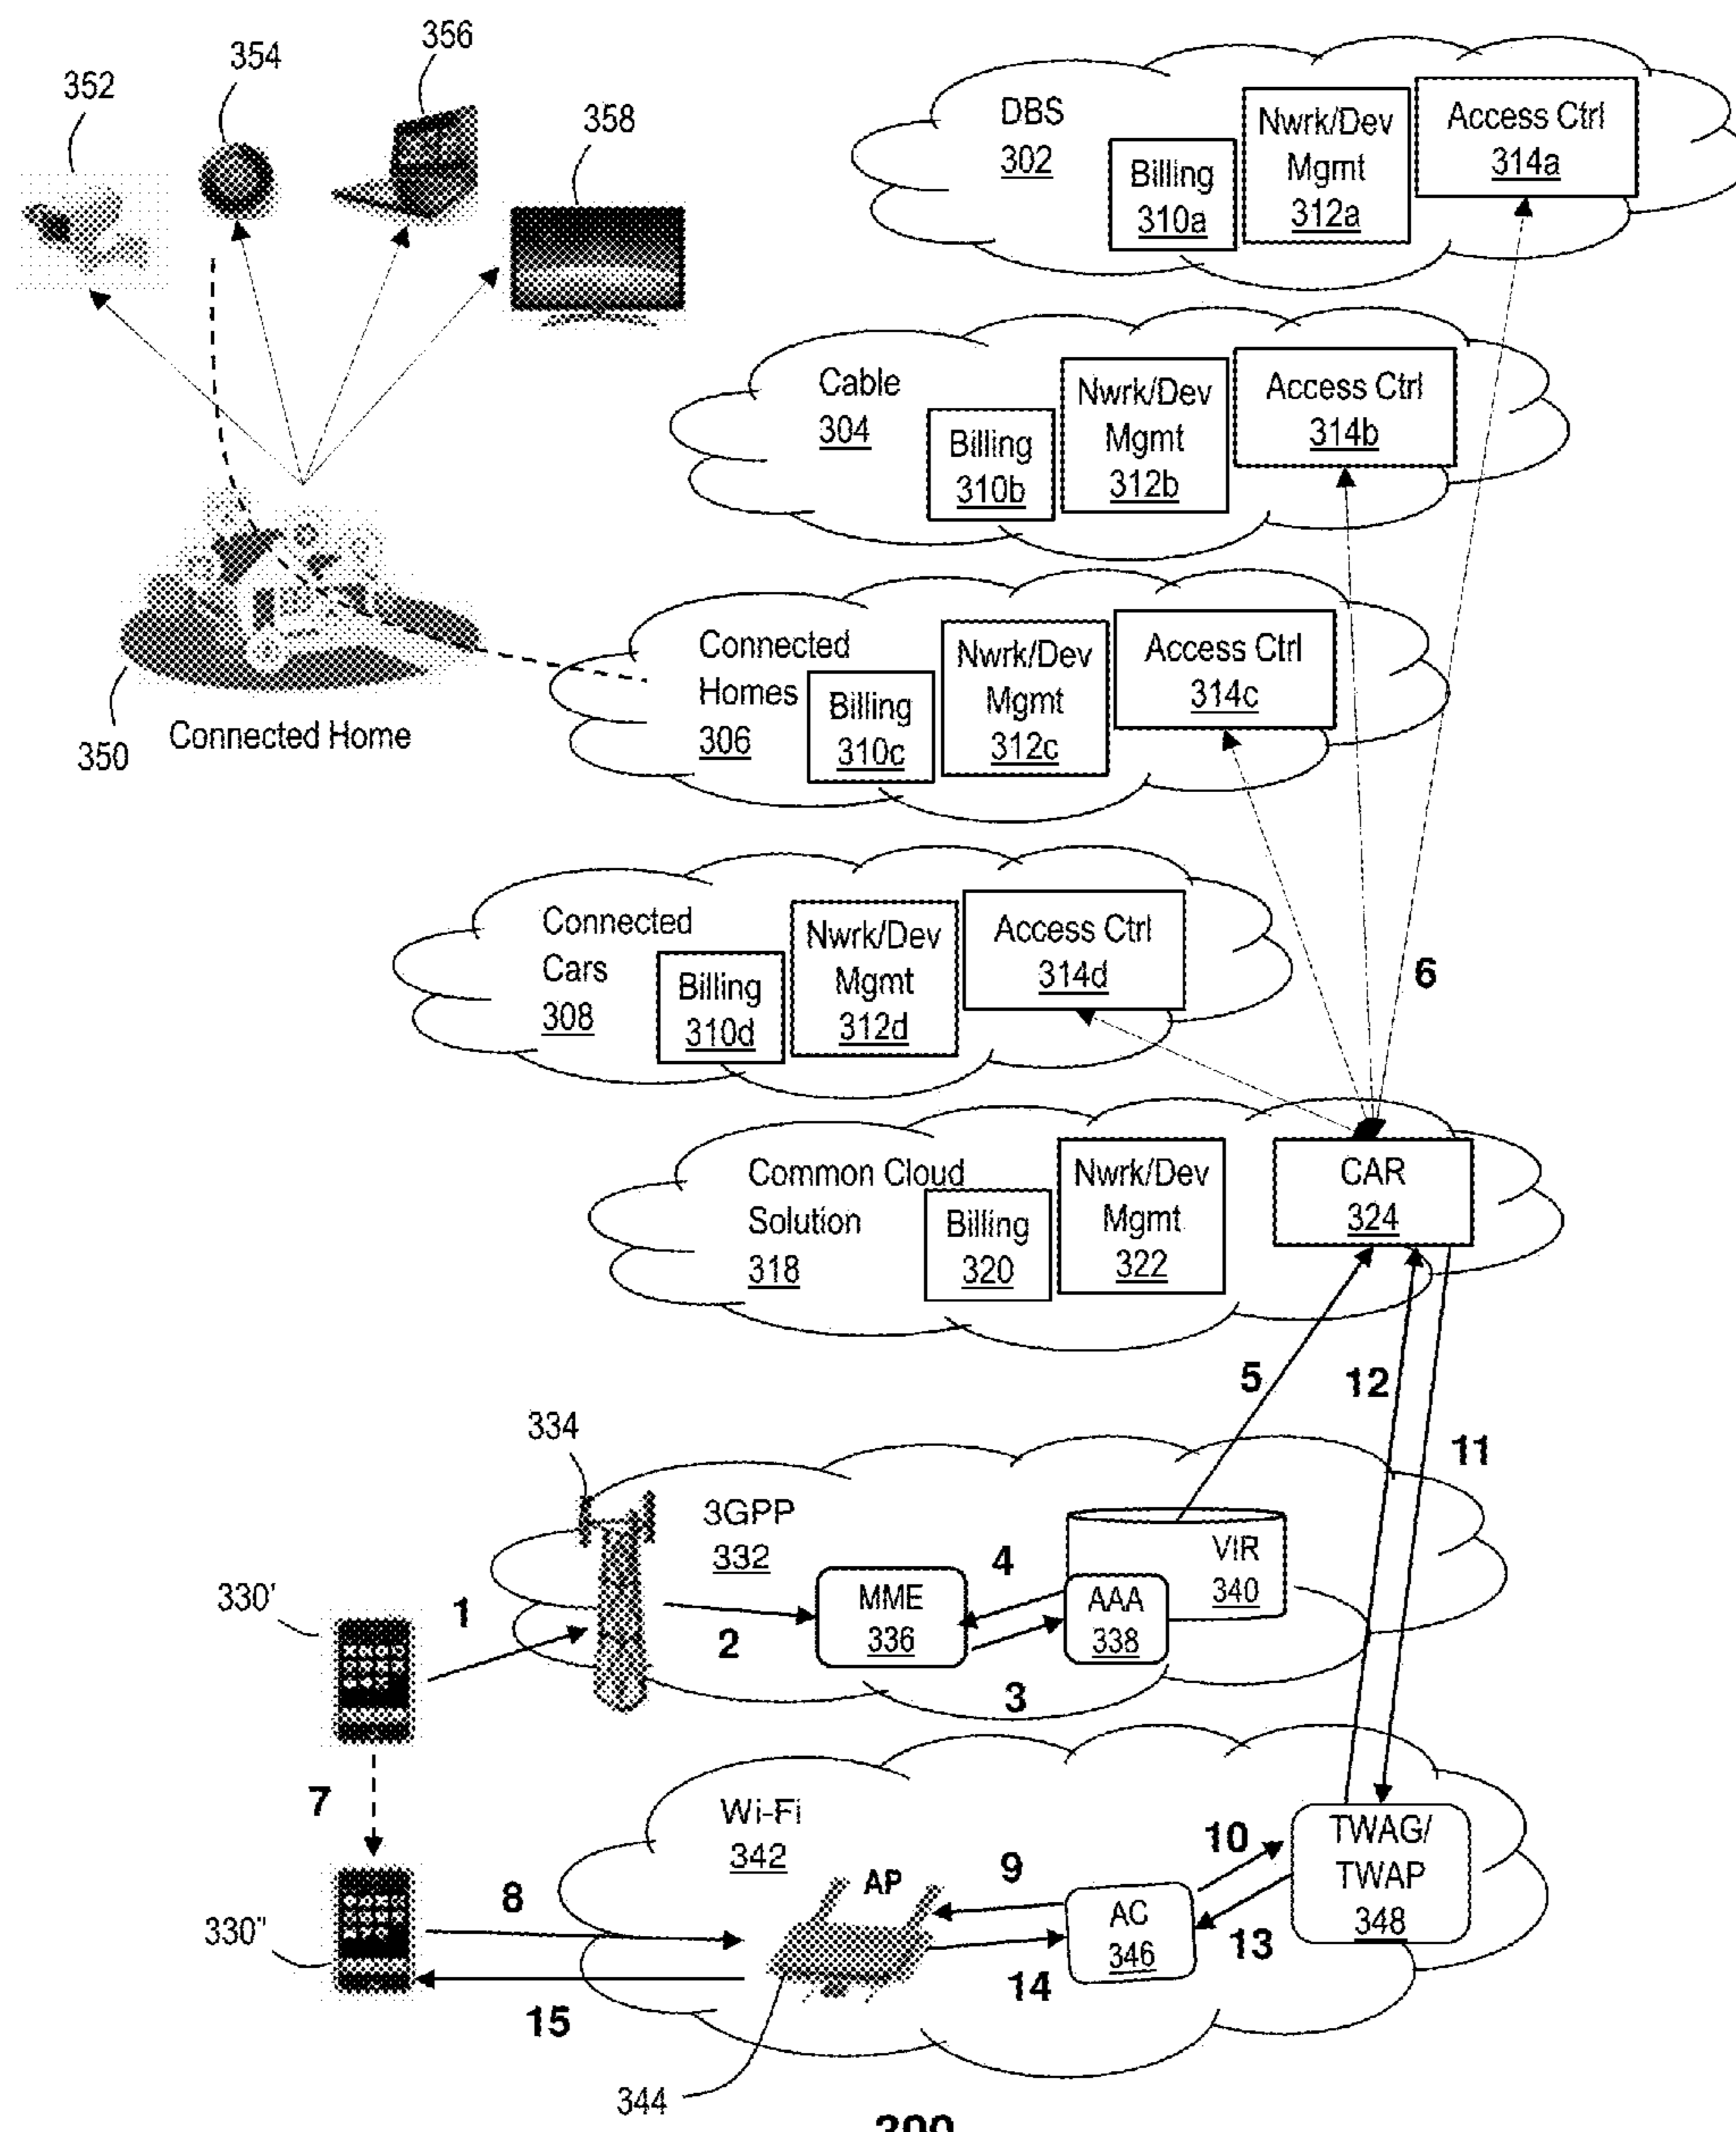 356
354
352
358
DBS
302
Billing
310a
Nwrk/Dev
Mgmt
312a
Access Ctrl
314a
Cable
304
Billing
310b
Nwrk/Dev
Mgmt
312b
Access Ctrl
314b
Connected
Homes
306
Billing
310c
Nwrk/Dev
Mgmt
312c
Access Ctrl
314c
350
Connected Home
Connected
Cars
308
Billing
310d
Nwrk/Dev
Mgmt
312d
Access Ctrl
314d
6
Common Cloud
Solution
318
Billing
320
Nwrk/Dev
Mgmt
322
CAR
324
5
12
11
334
3GPP
332
MME
336
4
VIR
340
AAA
338
330'
1
2
3
7
Wi-Fi
342
AP
9
10
TWAG/
TWAP
348
8
AC
346
13
14
330"
15
344